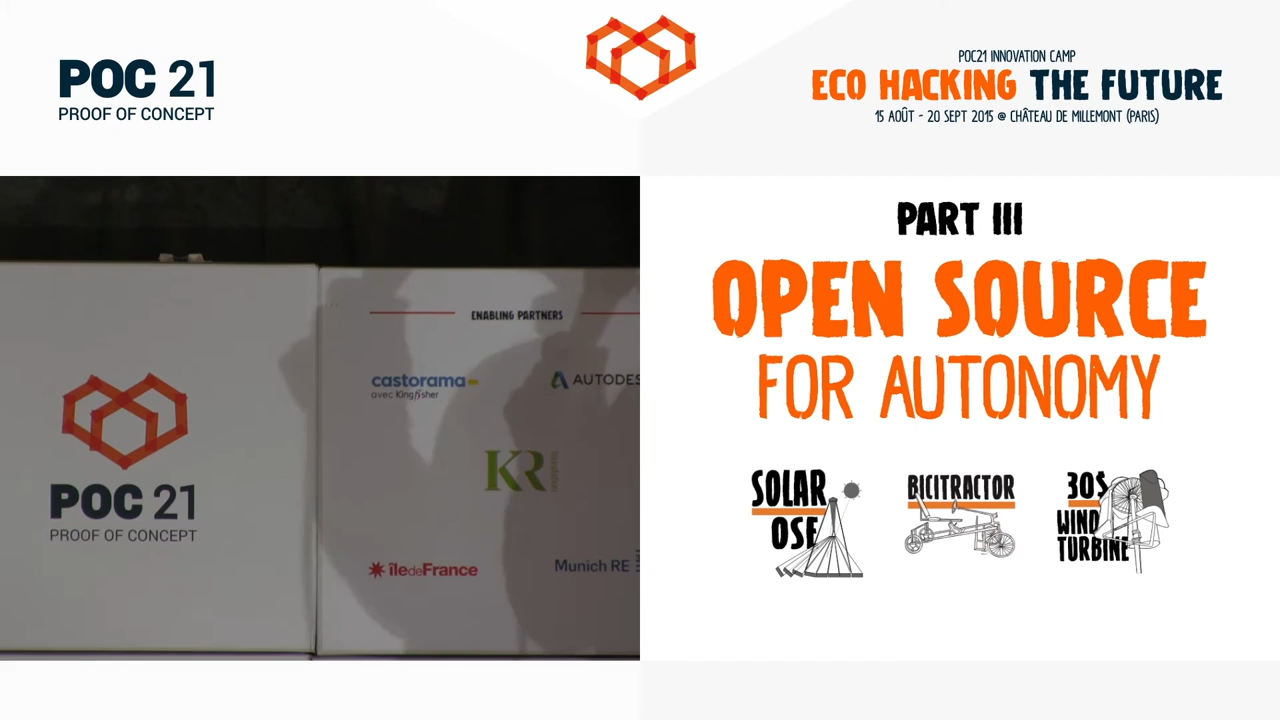 POC 21
PROOF OF CONCEPT
POC21 INNOVATION CAMP
ECO HACKING THE FUTURE
15 AOÛT - 20 SEPT 2015 @ CHÂTEAU DE MILLEMONT (PARIS)
ENABLING PARTNERS
castorama
avec Kingfisher
AUTODES
KR
foundation
POC 21
PROOF OF CONCEPT
îledeFrance
Munich RE
PART III
OPEN SOURCE
FOR AUTONOMY
SOLAR
OSE
BICITRACTOR
30$
WIND
TURBINE